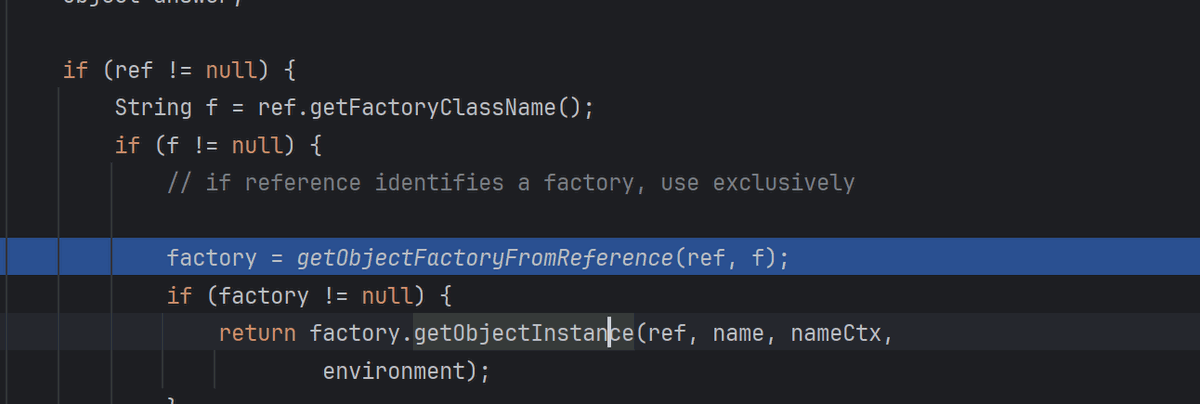 if (ref != null) {
String f = ref.getFactoryClassName();
if (f != null) {
// if reference identifies a factory, use exclusively
factory = getObjectFactoryFromReference(ref, f);
if (factory != null) {
return factory.getObjectInstance(ref, name, nameCtx,
environment);